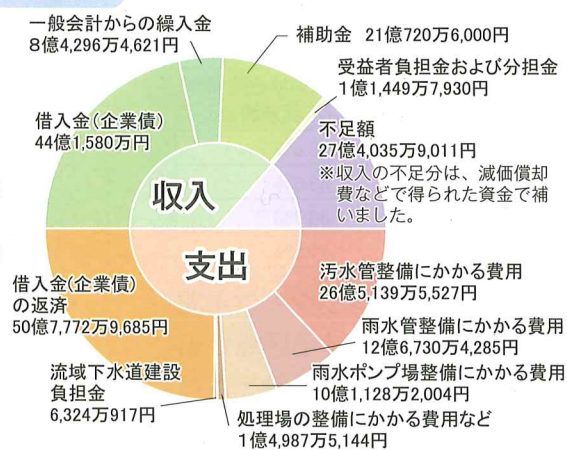 一般会計からの繰入金
8億4,296万4,621円
補助金 21億720万6,000円
受益者負担金および分担金
1億1,449万7,930円
借入金(企業債)
44億1,580万円
不足額
27億4,035万9,011円
※収入の不足分は、減価償却
費などで得られた資金で補
いました。
収入
支出
借入金(企業債)
の返済
50億7,772万9,685円
汚水管整備にかかる費用
26億5,139万5,527円
雨水管整備にかかる費用
12億6,730万4,285円
雨水ポンプ場整備にかかる費用
10億1,128万2,004円
流域下水道建設
負担金
6,324万917円
処理場の整備にかかる費用など
1億4,987万5,144円